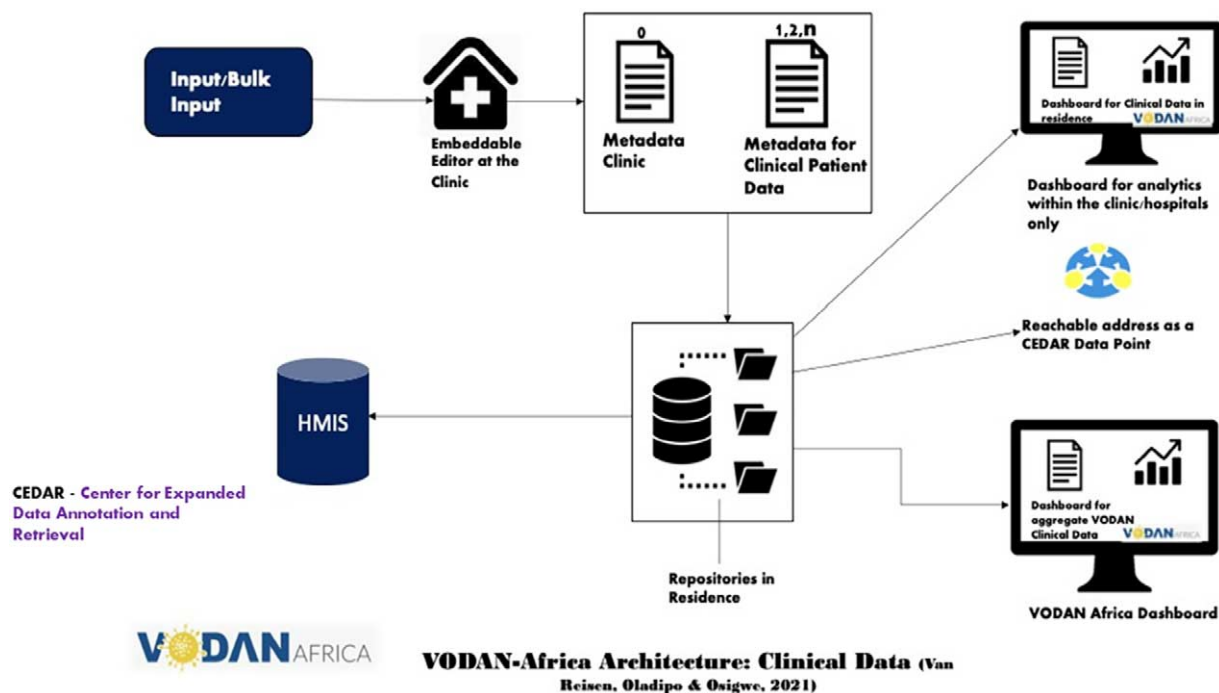 Input/Bulk
Input
Embeddable
Editor at the
Clinic
0
Metadada
Clinic
1,2,n
Metadata for
Clinical Patient
Data
Dashboard for Clinical Data in
residence
VODANAFRICA
Dashboard for analytics
within the clinic/hospitals
only
Reachable address as a
CEDAR Data Point
HMIS
CEDAR - Center for Expanded
Data Annotation and
Retrieval
Dashboard for
aggregate VODAN
Clinical Data
VODANAFRICA
VODAN Africa Dashboard
Repositories in
Residence
VODAN AFRICA
VODAN-Africa Architecture: Clinical Data (Van
Reisen, Oladipo & Osigwe, 2021)